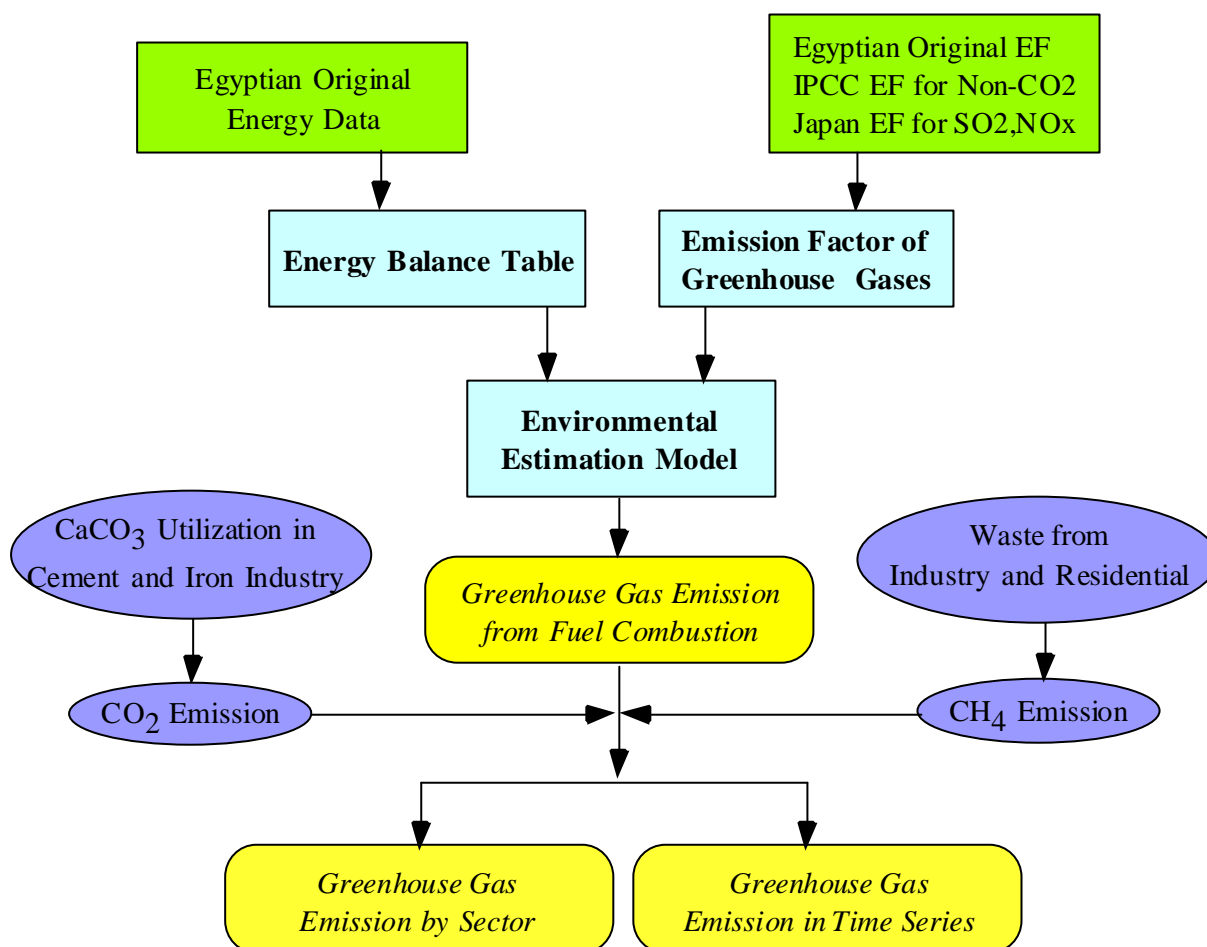 Egyptian Original
Energy Data
Egyptian Original EF
IPCC EF for Non-CO2
Japan EF for SO2,NOx
Energy Balance Table
Emission Factor of
Greenhouse Gases
Environmental
Estimation Model
CaCO3 Utilization in
Cement and Iron Industry
Waste from
Industry and Residential
Greenhouse Gas Emission
from Fuel Combustion
CO2 Emission
CH4 Emission
Greenhouse Gas
Emission by Sector
Greenhouse Gas
Emission in Time Series